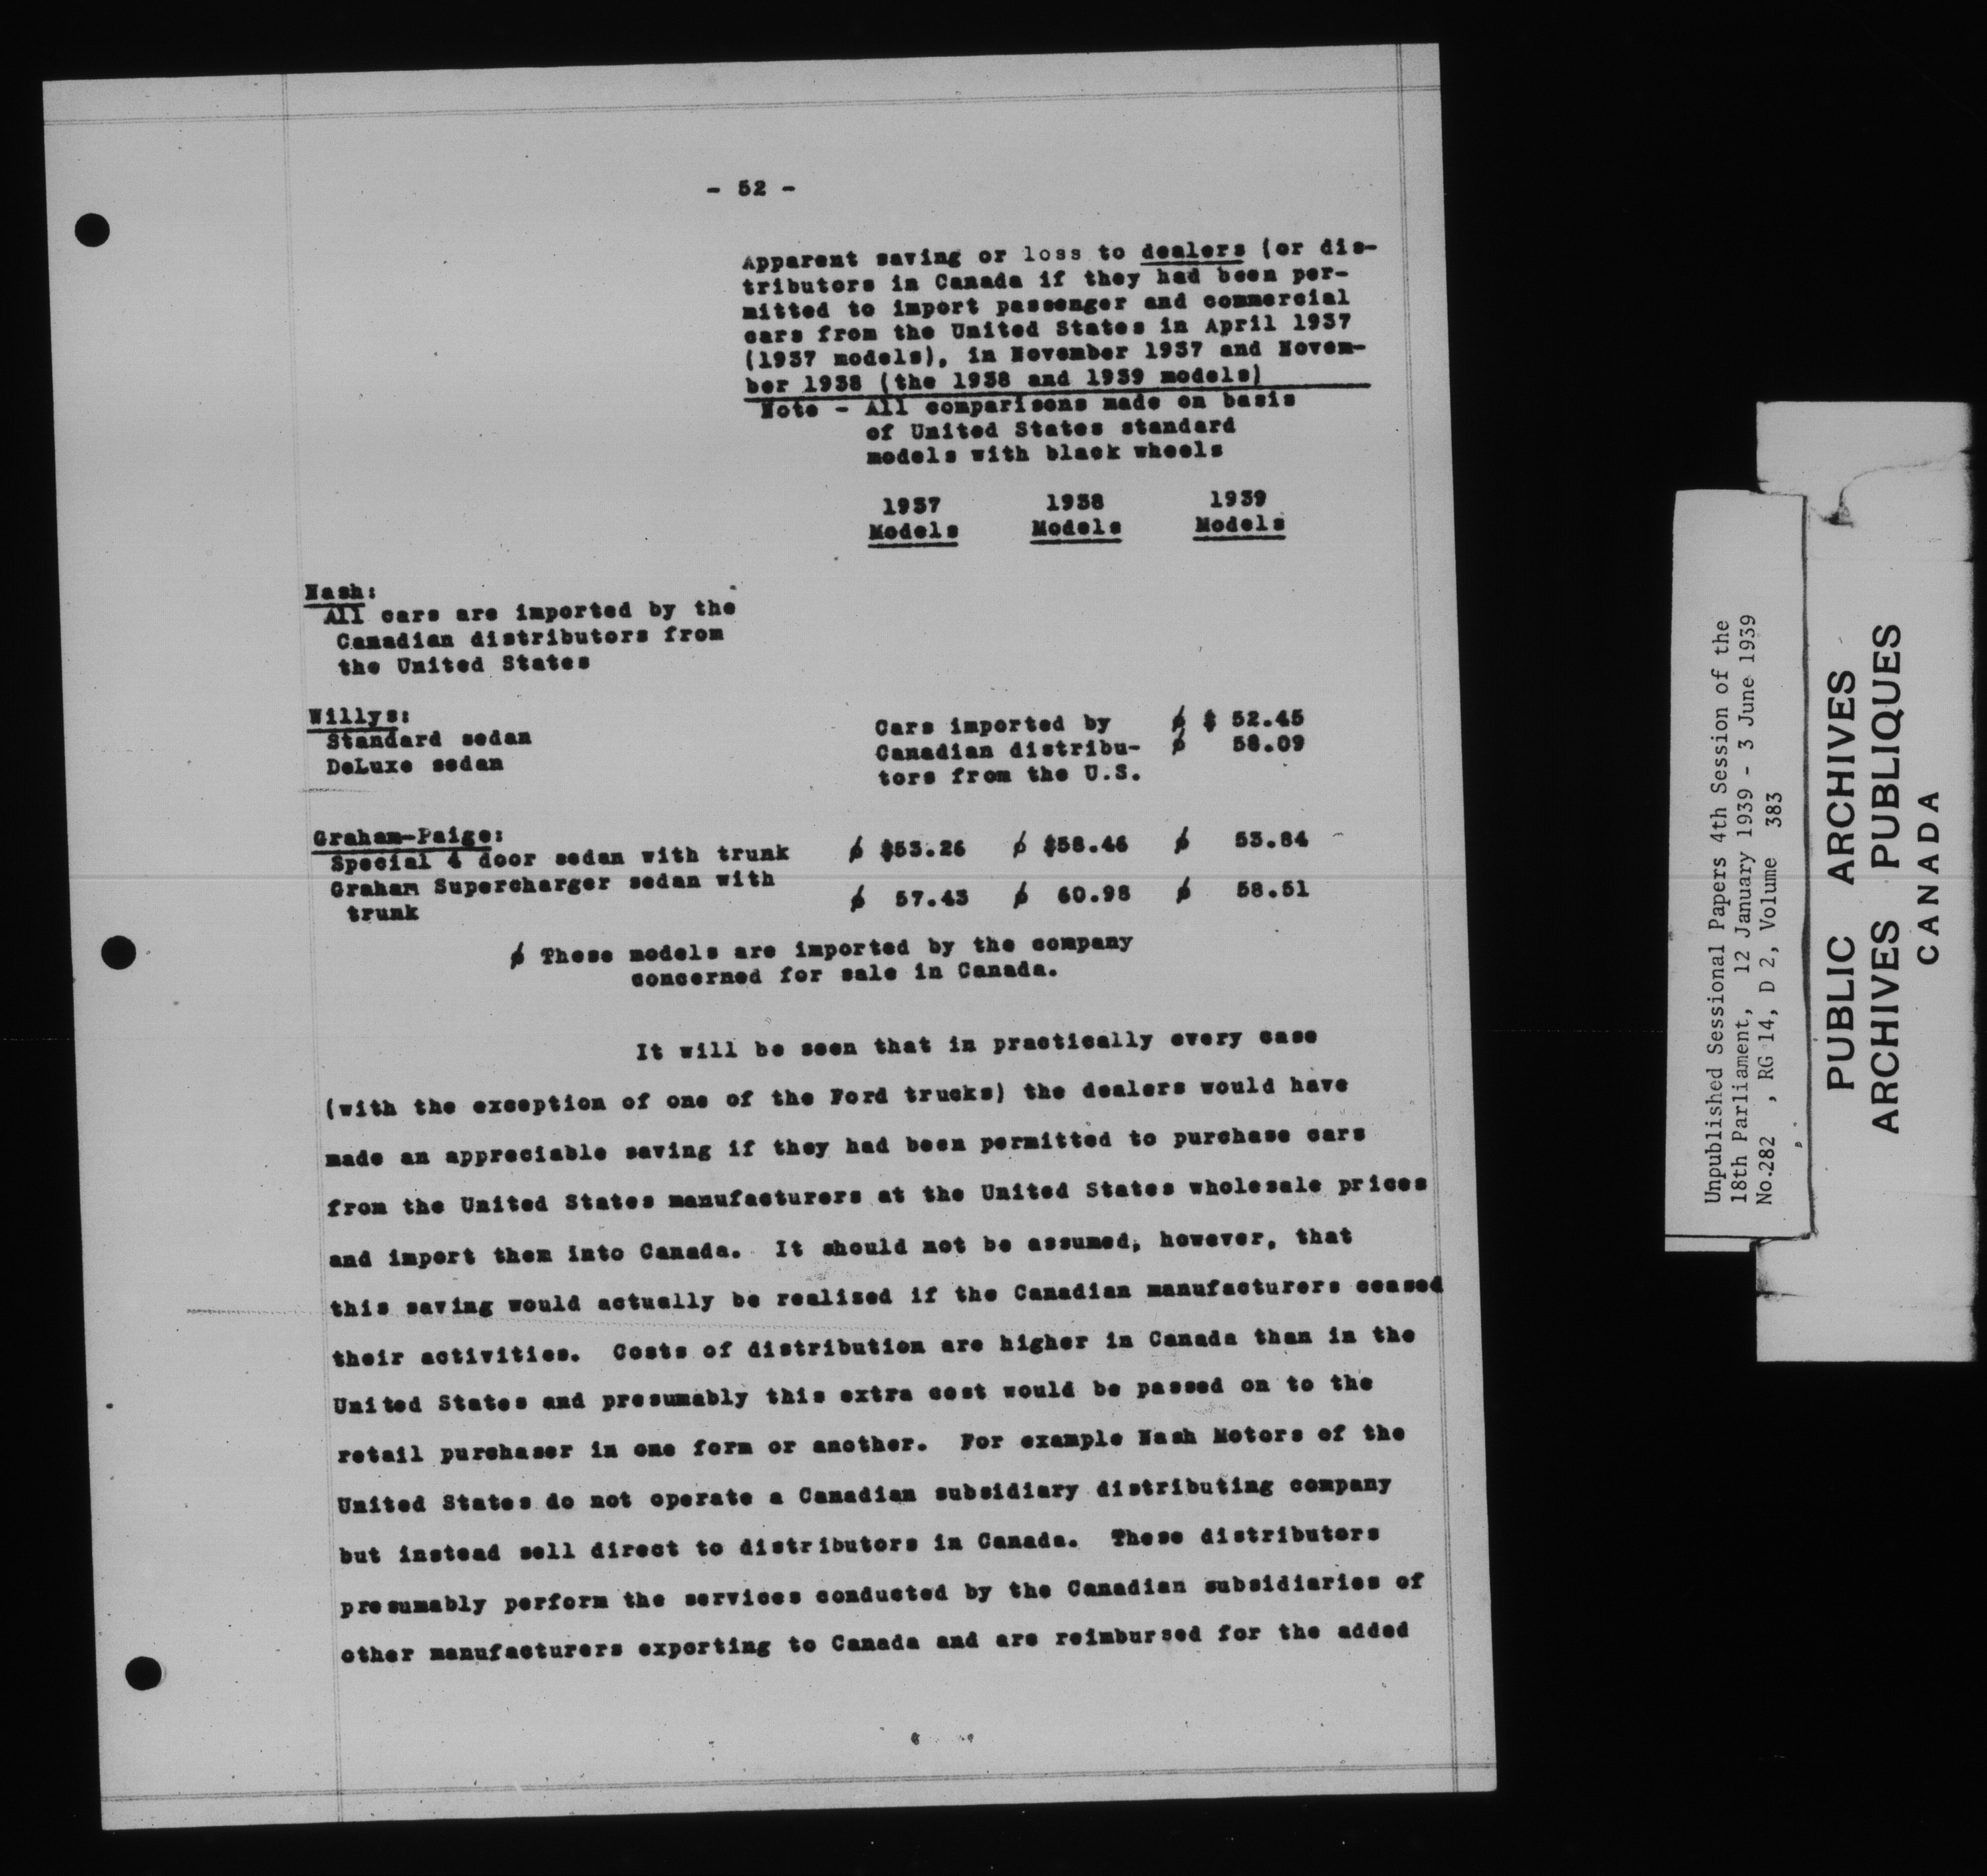 - 52 -
Apparent saving or loss to dealers (or dis-
tributors in Canada if they had been per-
mitted to import passenger and commercial
cars from the United States in April 1937
(1937 models), in November 1937 and Novem-
ber 1938 (the 1938 and 1939 models)
Note - All comparisons made on basis
of United States standard
models with black wheels
1937 1938 1939
Models Models Models
Nash:
All cars are imported by the
Canadian distributors from
the United States
Willys:
Standard sedan Cars imported by ∅ $ 52.45
DeLuxe sedan Canadian distribu- ∅ 58.09
tors from the U.S.
Graham-Paige:
Special 4 door sedan with trunk ∅ $53.26 ∅ $58.46 ∅ 53.84
Graham Supercharger sedan with
trunk ∅ 57.43 ∅ 60.98 ∅ 58.51
∅ These models are imported by the company
concerned for sale in Canada.
It will be seen that in practically every case
(with the exception of one of the Ford trucks) the dealers would have
made an appreciable saving if they had been permitted to purchase cars
from the United States manufacturers at the United States wholesale prices
and import them into Canada. It should not be assumed, however, that
this saving would actually be realized if the Canadian manufacturers ceased
their activities. Costs of distribution are higher in Canada than in the
United States and presumably this extra cost would be passed on to the
retail purchaser in one form or another. For example Nash Motors of the
United States do not operate a Canadian subsidiary distributing company
but instead sell direct to distributors in Canada. These distributors
presumably perform the services conducted by the Canadian subsidiaries of
other manufacturers exporting to Canada and are reimbursed for the added
Unpublished Sessional Papers 4th Session of the
18th Parliament, 12 January 1939 - 3 June 1939
No.282 , RG 14, D 2, Volume 383
PUBLIC ARCHIVES
ARCHIVES PUBLIQUES
CANADA